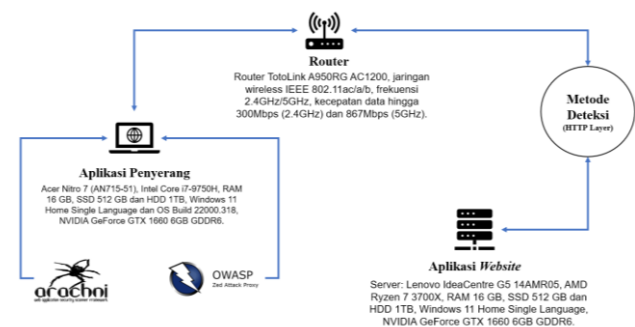 Router
Router TotoLink A950RG AC1200, jaringan
wireless IEEE 802.11ac/a/b, frekuensi
2.4GHz/5GHz, kecepatan data hingga
300Mbps (2.4GHz) dan 867Mbps (5GHz).
Metode
Deteksi
(HTTP Layer)
Aplikasi Penyerang
Acer Nitro 7 (AN715-51), Intel Core i7-9750H, RAM
16 GB, SSD 512 GB dan HDD 1TB, Windows 11
Home Single Language dan OS Build 22000.318,
NVIDIA GeForce GTX 1660 6GB GDDR6.
arachni
web application security scanner framework
OWASP
Zed Attack Proxy
Aplikasi Website
Server: Lenovo IdeaCentre G5 14AMR05, AMD
Ryzen 7 3700X, RAM 16 GB, SSD 512 GB dan
HDD 1TB, Windows 11 Home Single Language,
NVIDIA GeForce GTX 1660 6GB GDDR6.